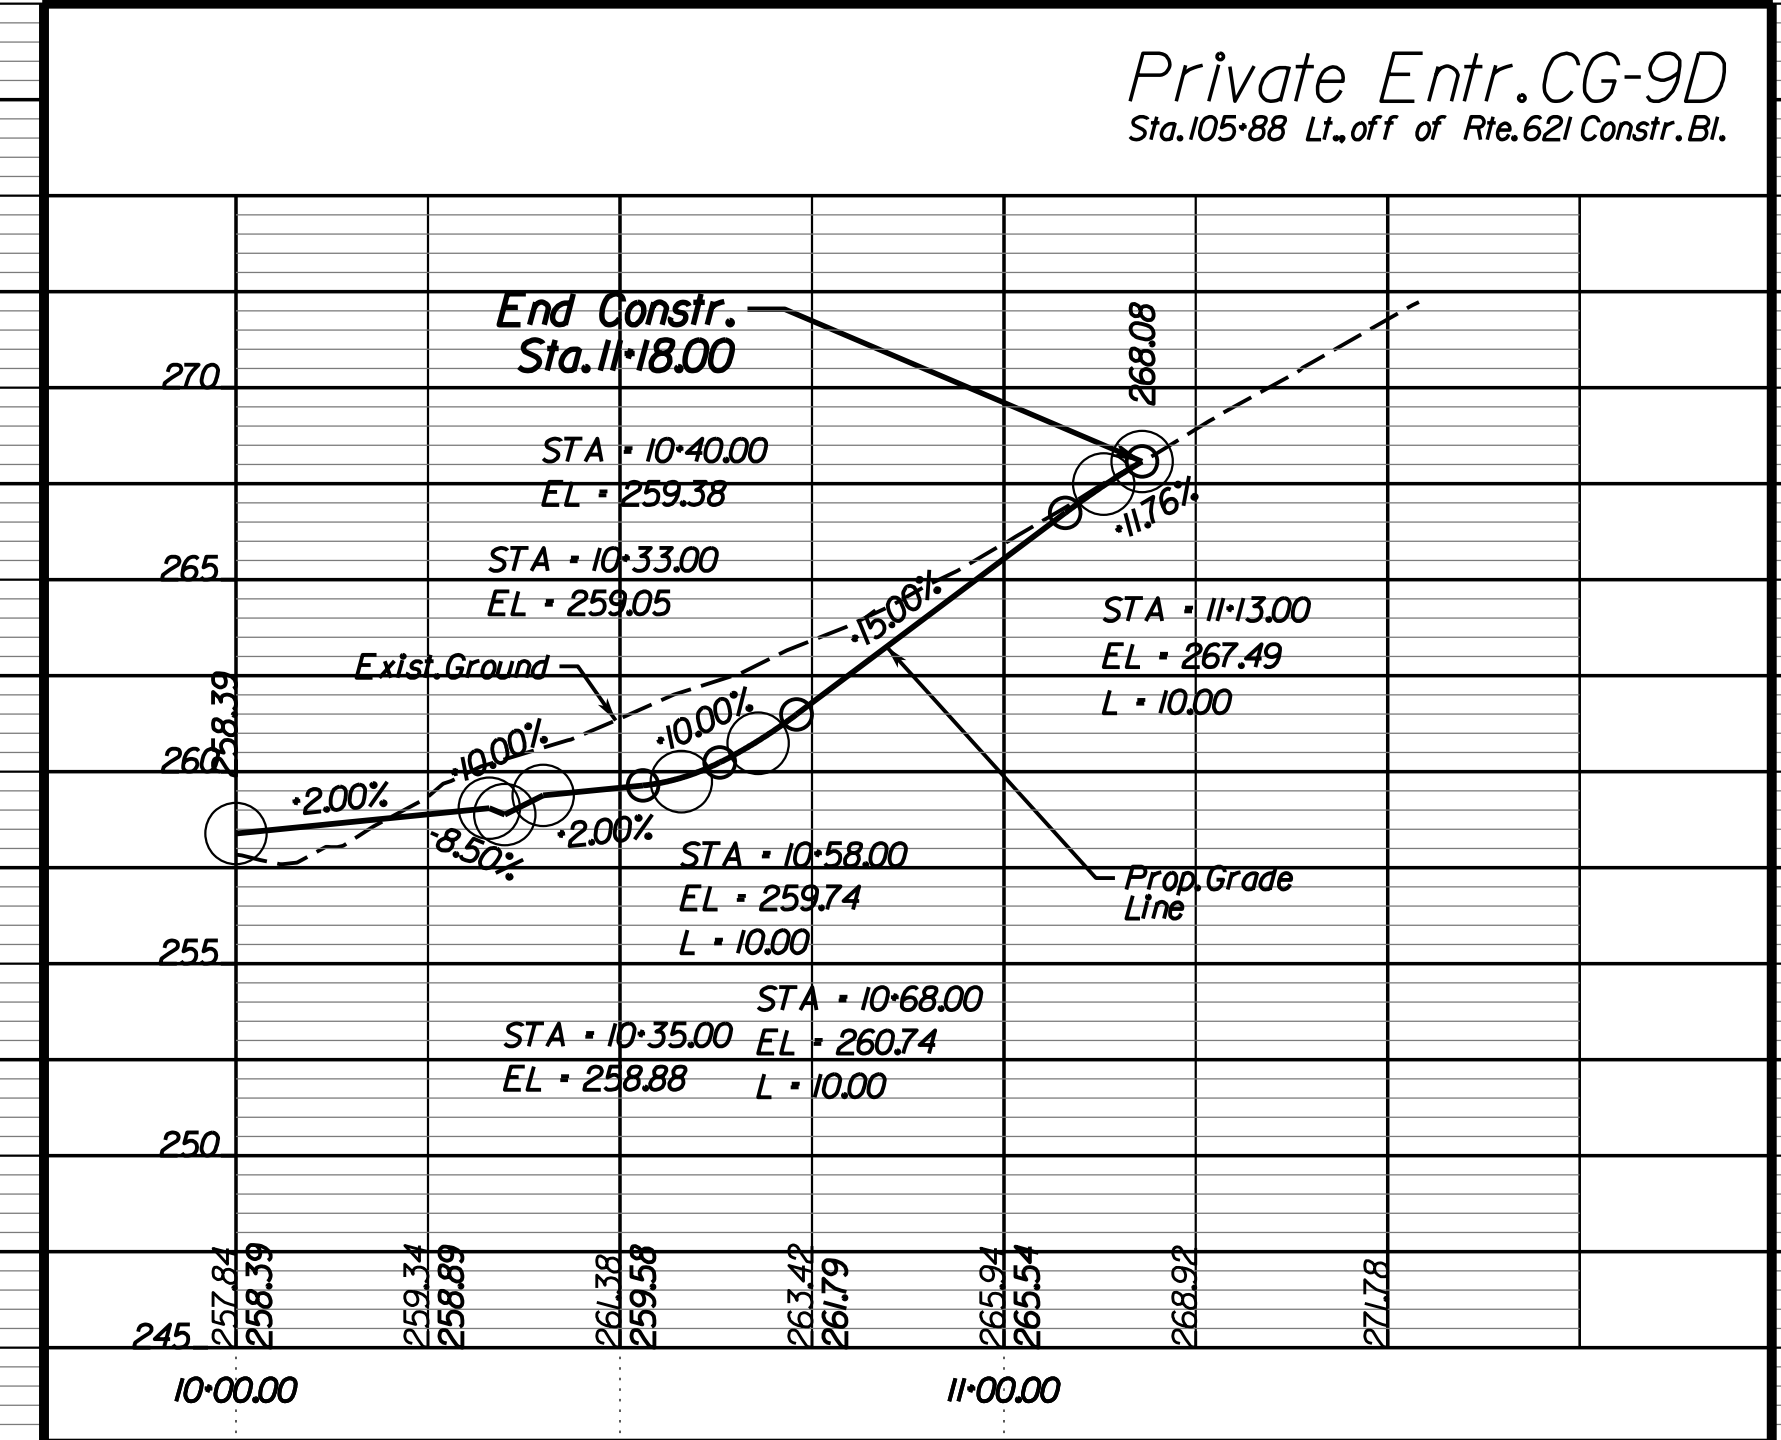 Private Entr. CG-9D
Sta. 105+88 Lt., off of Rte. 621 Constr. Bl.
End Constr.
Sta. 11+18.00
268.08
270
STA = 10+40.00
EL = 259.38
STA = 10+33.00
EL = 259.05
265
+15.00%
+11.76%
STA = 11+13.00
EL = 267.49
L = 10.00
Exist. Ground
258.39
260
+2.00%
+10.00%
+10.00%
-8.50%
+2.00%
STA = 10+58.00
EL = 259.74
L = 10.00
Prop. Grade
Line
255
STA = 10+68.00
EL = 260.74
L = 10.00
STA = 10+35.00
EL = 258.88
250
245
257.84
258.39
259.34
258.89
261.38
259.58
263.42
261.79
265.94
265.54
268.92
271.78
10+00.00
11+00.00